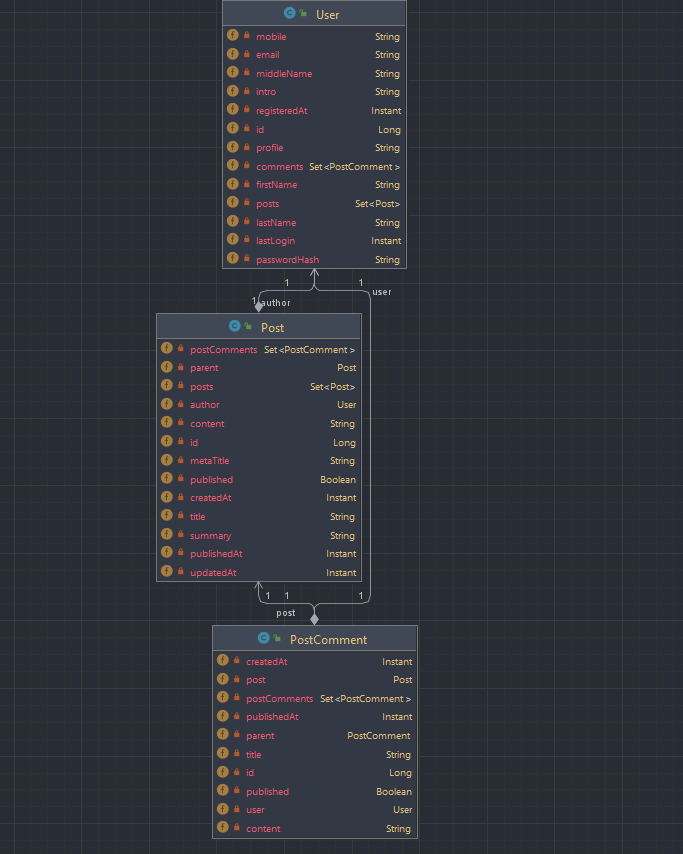 User
mobile String
email String
middleName String
intro String
registeredAt Instant
id Long
profile String
comments Set<PostComment >
firstName String
posts Set<Post>
lastName String
lastLogin Instant
passwordHash String
1 1
user
1 author
Post
postComments Set<PostComment >
parent Post
posts Set<Post>
author User
content String
id Long
metaTitle String
published Boolean
createdAt Instant
title String
summary String
publishedAt Instant
updatedAt Instant
1 1 1
post
PostComment
createdAt Instant
post Post
postComments Set<PostComment >
publishedAt Instant
parent PostComment
title String
id Long
published Boolean
user User
content String